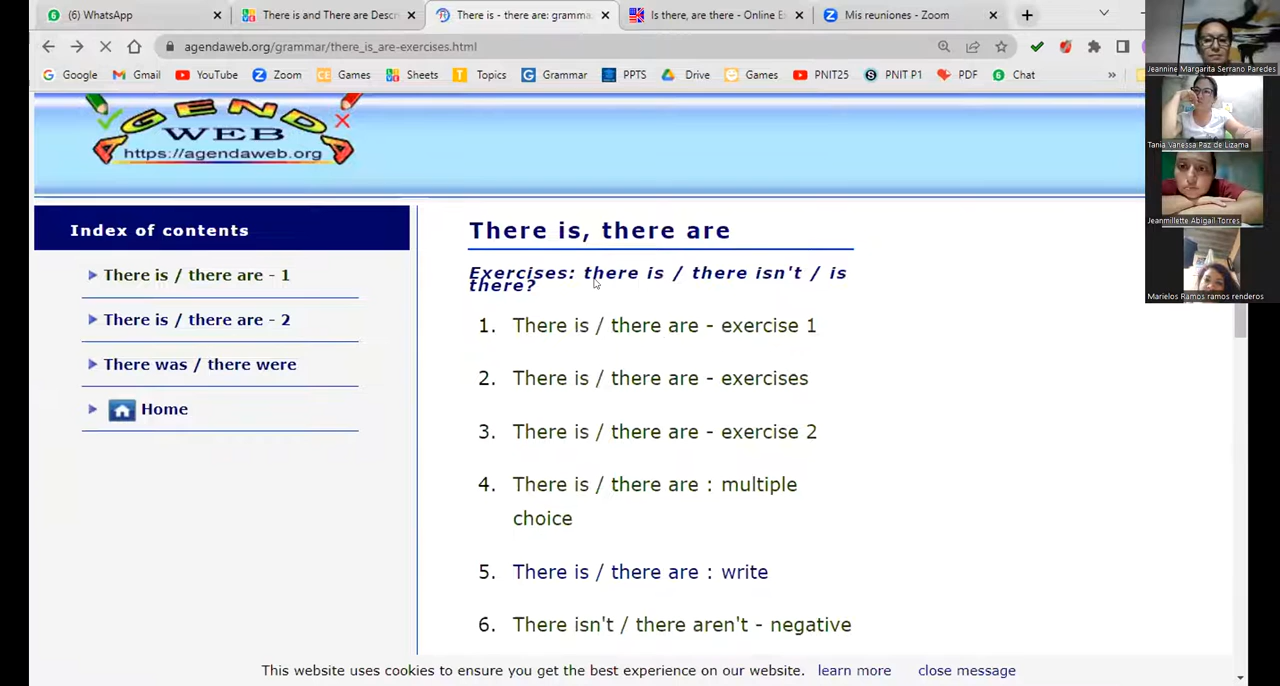 (6) WhatsApp
There is and There are Descr
There is - there are: gramma
Is there, are there - Online E
Mis reuniones - Zoom
agendaweb.org/grammar/there_is_are-exercises.html
Google
Gmail
YouTube
Zoom
Games
Sheets
Topics
Grammar
PPTS
Drive
Games
PNIT25
PNIT P1
PDF
Chat
»
AGENDA
WEB
https://agendaweb.org
Index of contents
There is / there are - 1
There is / there are - 2
There was / there were
Home
There is, there are
Exercises: there is / there isn't / is
there?
1. There is / there are - exercise 1
2. There is / there are - exercises
3. There is / there are - exercise 2
4. There is / there are : multiple
choice
5. There is / there are : write
6. There isn't / there aren't - negative
This website uses cookies to ensure you get the best experience on our website. learn more close message
Jeannine Margarita Serrano Paredes
Tania Vanessa Paz de Lizama
Jeanmillette Abigail Torres
Marielos Ramos ramos renderos